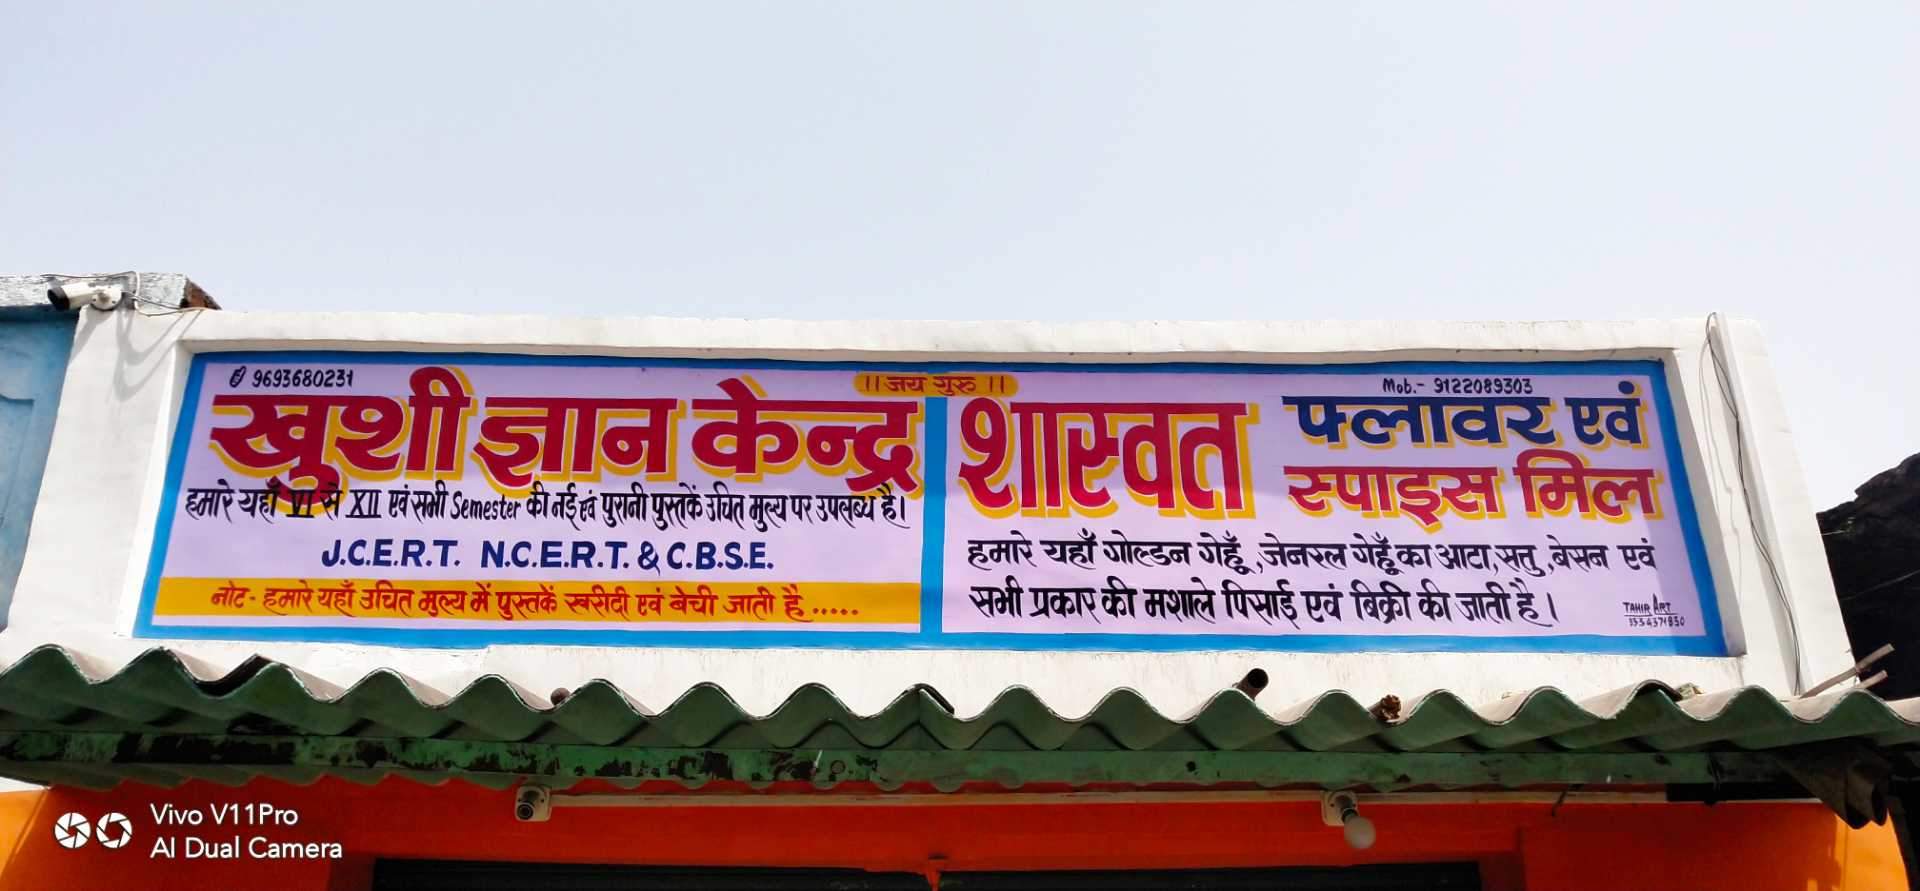 ।।जय गुरु।।
9693680231
खुशी ज्ञान केन्द्र
हमारे यहाँ VI से XII एवं सभी Semester की नई एवं पुरानी पुस्तकें उचित मुल्य पर उपलब्ध है।
J.C.E.R.T. N.C.E.R.T. & C.B.S.E.
नोट- हमारे यहाँ उचित मुल्य में पुस्तकें खरीदी एवं बेची जाती है .....
Mob.- 9122089303
शास्वत
फ्लावर एवं
स्पाइस मिल
हमारे यहाँ गोल्डन गेहूँ, जेनरल गेहूँ का आटा, सत्तु, बेसन एवं
सभी प्रकार की मशाले पिसाई एवं बिक्री की जाती है।
TAHIR ART
Vivo V11Pro
AI Dual Camera